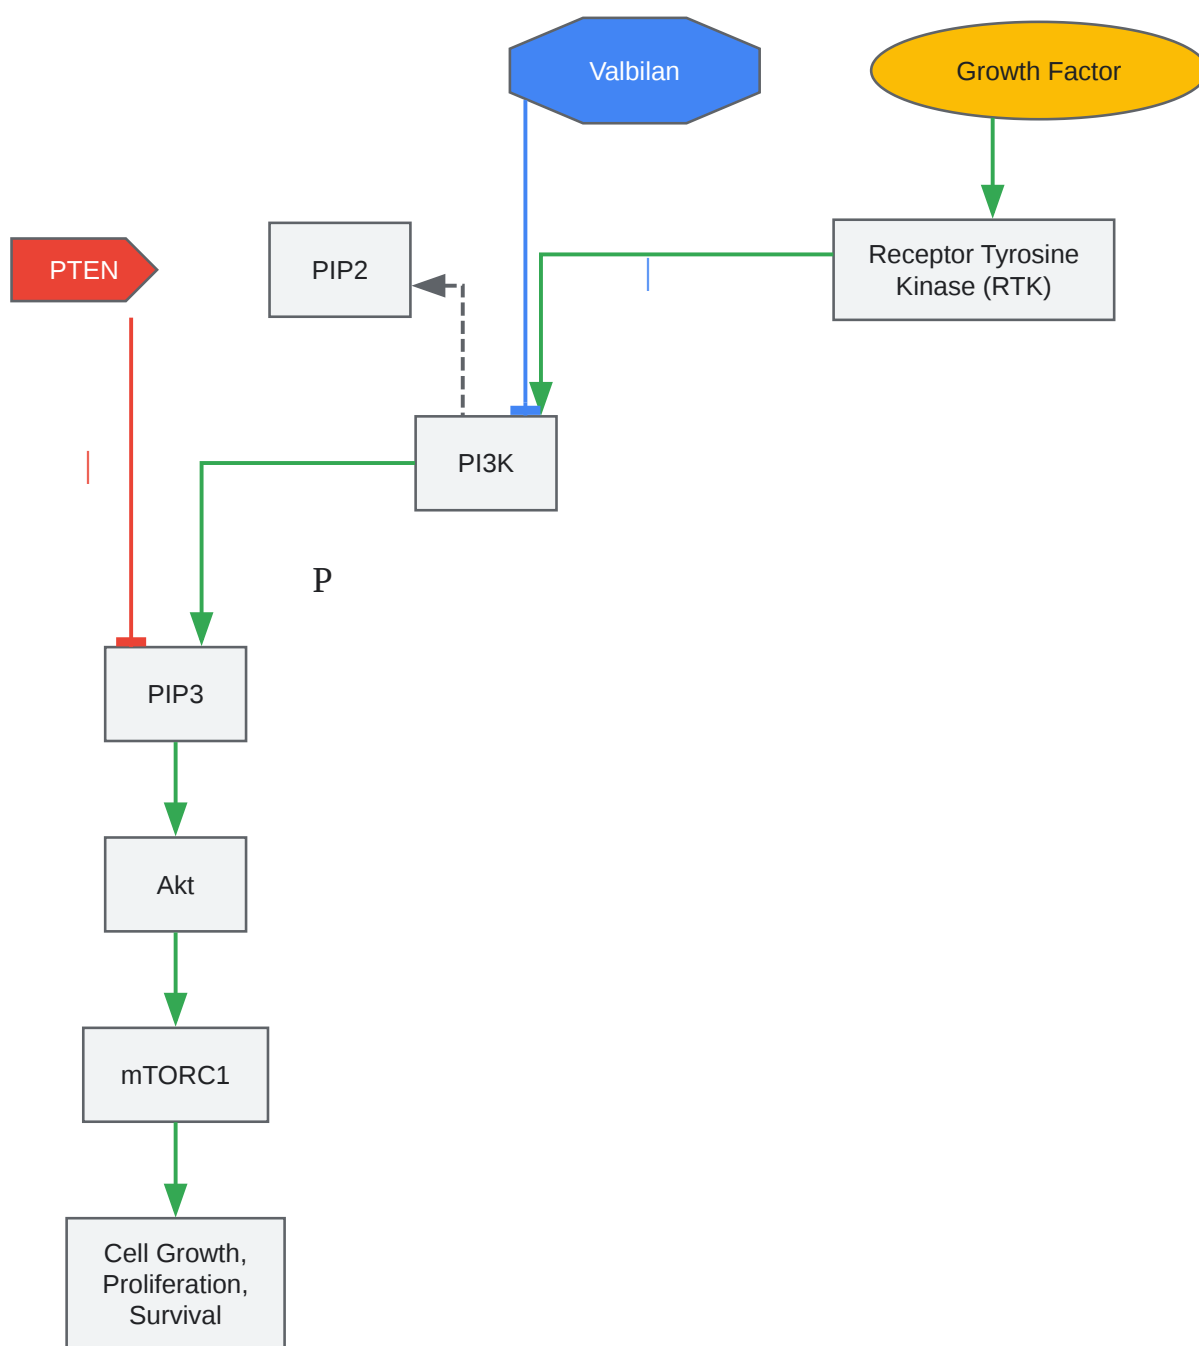 Valbilan
Growth Factor
PTEN
PIP2
Receptor Tyrosine
Kinase (RTK)
|
PI3K
|
P
PIP3
Akt
mTORC1
Cell Growth,
Proliferation,
Survival